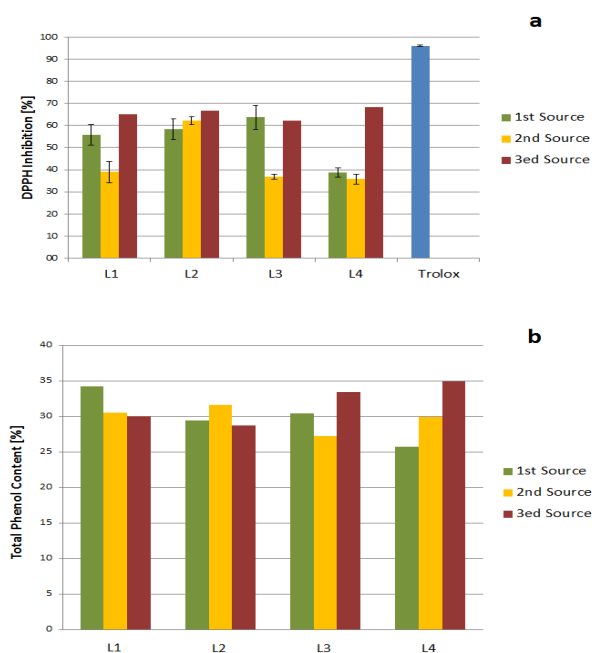 a
DPPH Inhibition [%]
100
90
80
70
60
50
40
30
20
10
00
L1 L2 L3 L4 Trolox
1st Source
2nd Source
3ed Source
b
Total Phenol Content [%]
40
35
30
25
20
15
10
5
0
L1 L2 L3 L4
1st Source
2nd Source
3ed Source